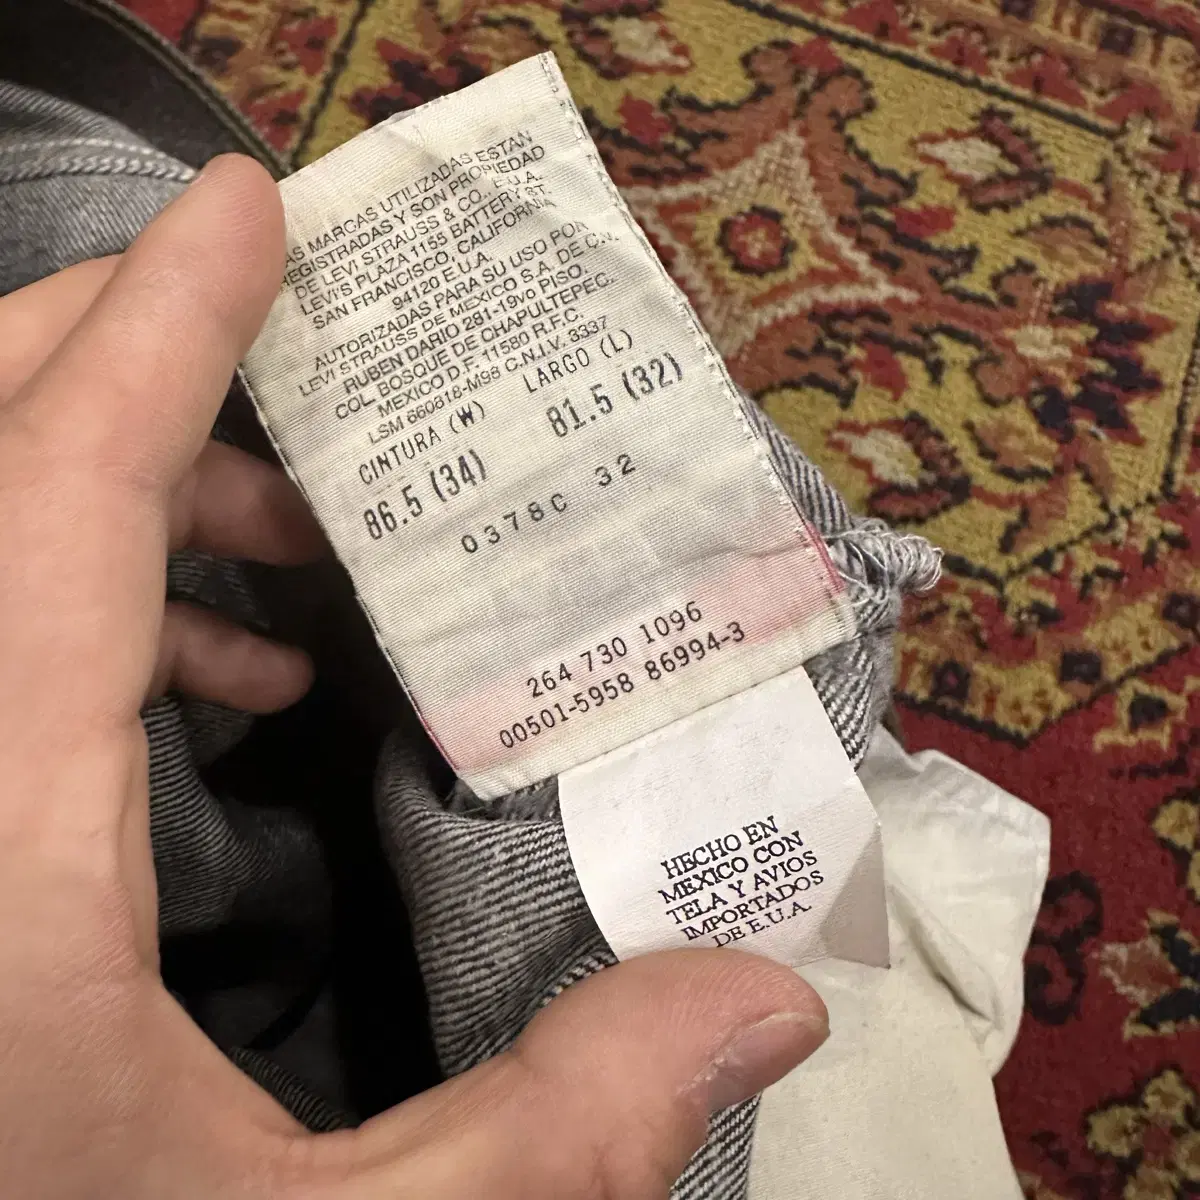 AS MARCAS UTILIZADAS ESTAN
REGISTRADAS Y SON PROPIEDAD
DE LEVI STRAUSS & CO., E.U.A.
LEVI'S PLAZA 1155 BATTERY ST.
SAN FRANCISCO, CALIFORNIA
94120 E.U.A.
AUTORIZADAS PARA SU USO POR
LEVI STRAUSS DE MEXICO S.A. DE C.V.
RUBEN DARIO 281-19vo PISO.
COL. BOSQUE DE CHAPULTEPEC.
MEXICO D.F. 11580 R.F.C.
LSM 660818-M98 C.N.I.V. 3337
CINTURA (W) LARGO (L)
86.5 (34) 81.5 (32)
0378C 32
264 730 1096
00501-5958 86994-3
HECHO EN
MEXICO CON
TELA Y AVIOS
IMPORTADOS
DE E.U.A.